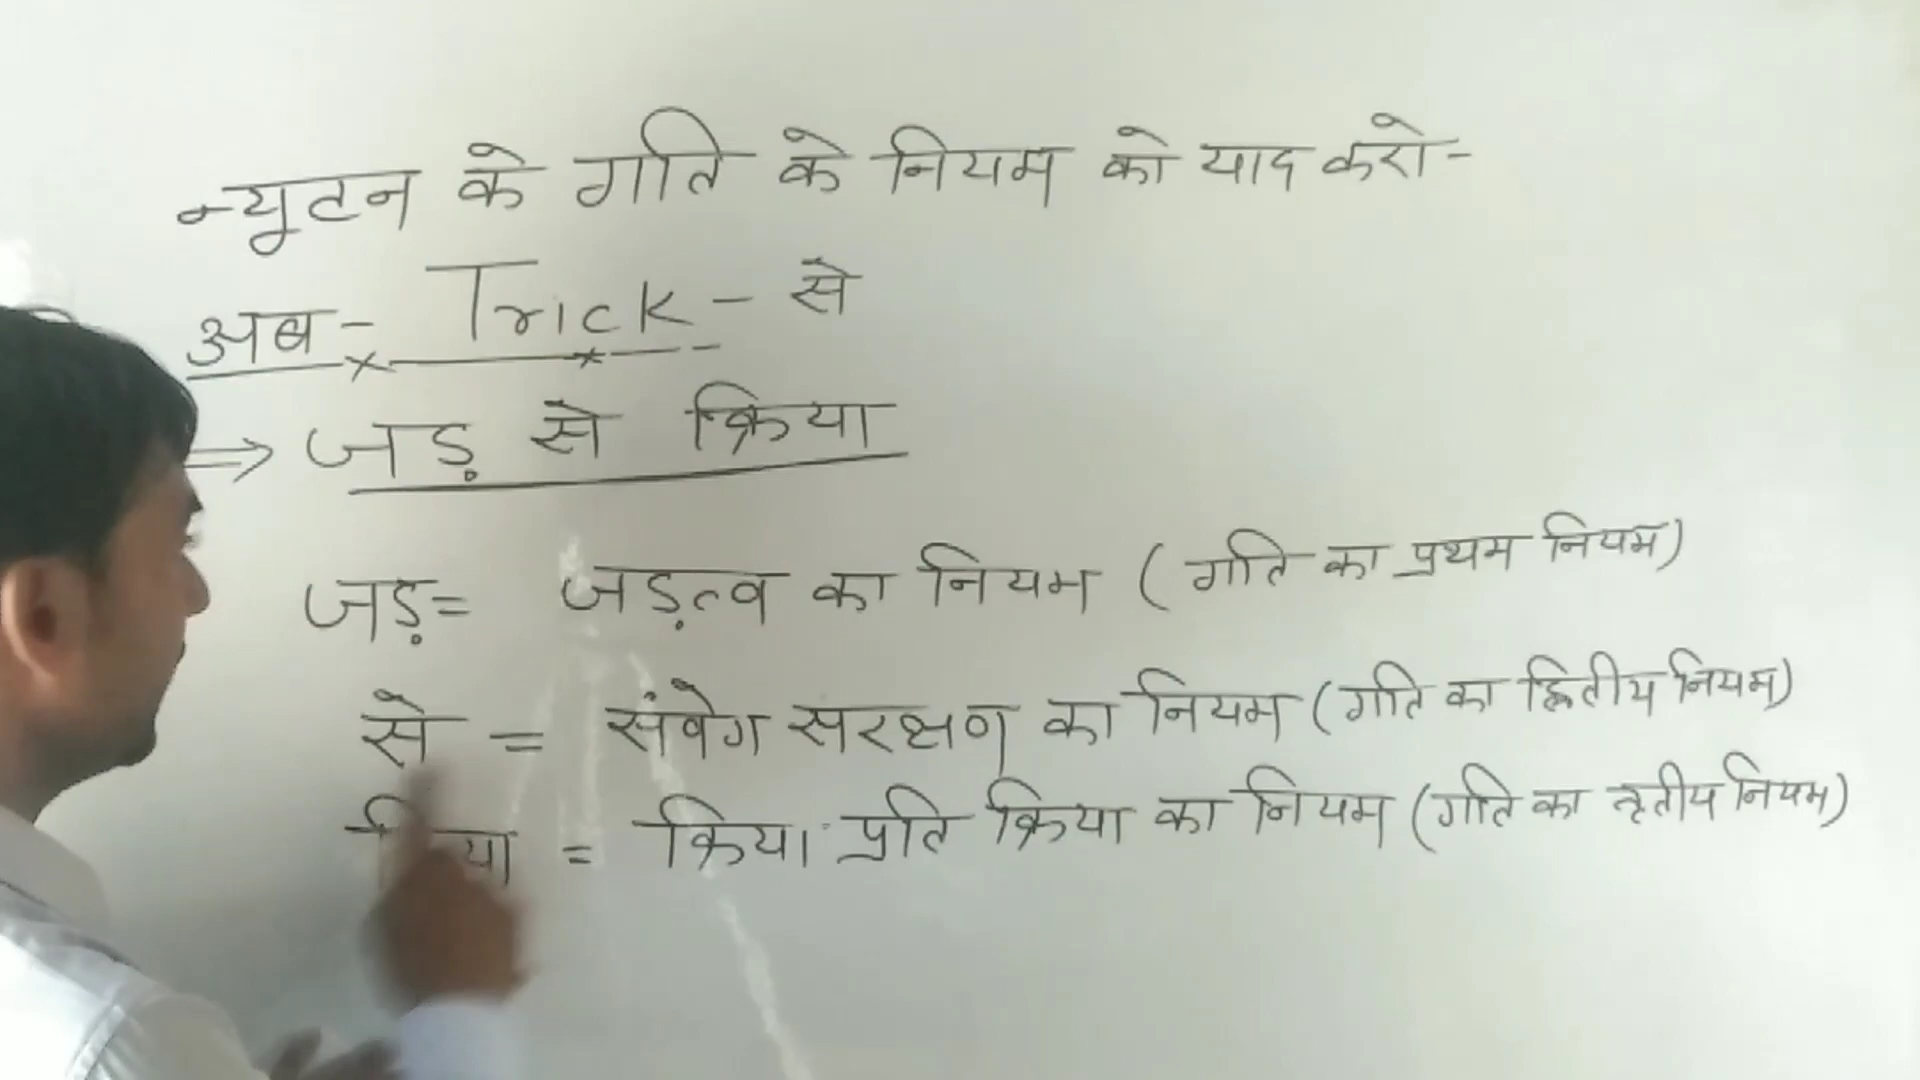 न्यूटन के गति के नियम को याद करो-
अब - Trick - से
⇒ जड़ से क्रिया
जड़ = जड़त्व का नियम ( गति का प्रथम नियम)
से = संवेग सरक्षण का नियम (गति का द्वितीय नियम)
क्रिया = क्रिया प्रति क्रिया का नियम (गति का तृतीय नियम)